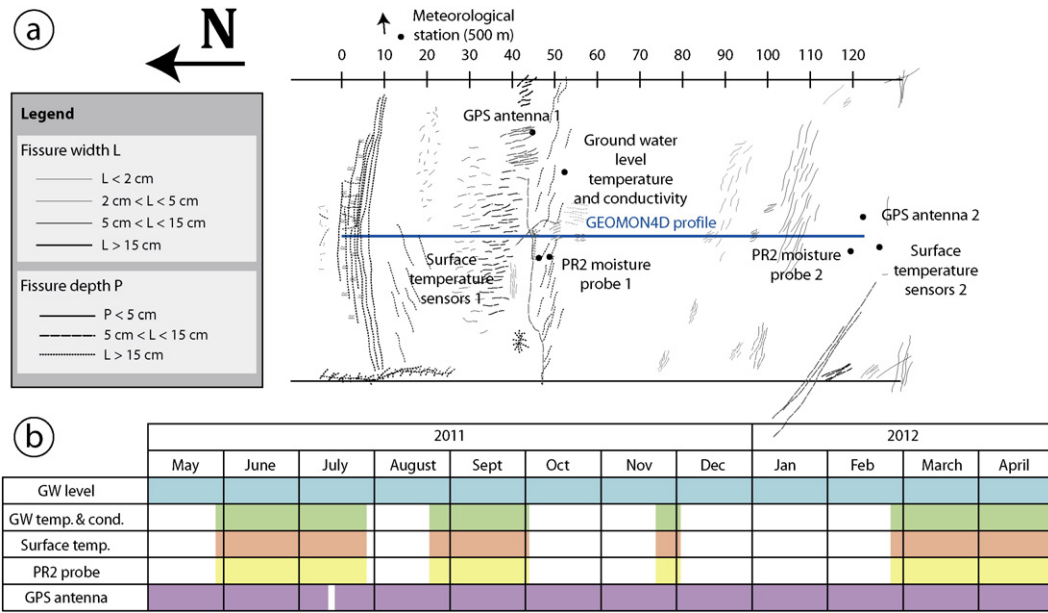 a
N
Meteorological
station (500 m)
0 10 20 30 40 50 60 70 80 90 100 110 120
Legend
Fissure width L
L < 2 cm
2 cm < L < 5 cm
5 cm < L < 15 cm
L > 15 cm
Fissure depth P
P < 5 cm
5 cm < L < 15 cm
L > 15 cm
GPS antenna 1
Ground water
level
temperature
and conductivity
GEOMON4D profile
GPS antenna 2
Surface
temperature
sensors 1
PR2 moisture
probe 1
PR2 moisture
probe 2
Surface
temperature
sensors 2
b
2011 2012
May June July August Sept Oct Nov Dec Jan Feb March April
GW level
GW temp. & cond.
Surface temp.
PR2 probe
GPS antenna